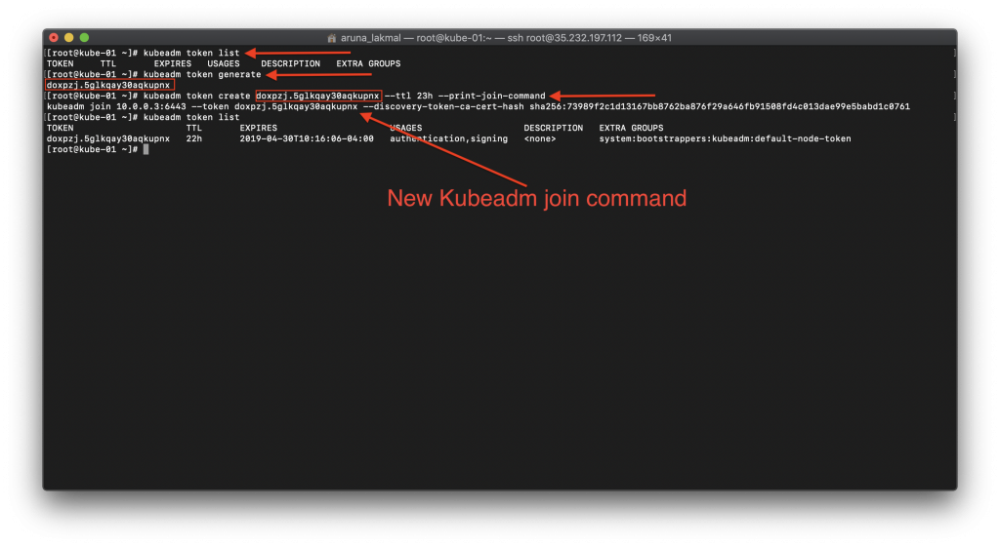 aruna_lakmal — root@kube-01:~ — ssh root@35.232.197.112 — 169×41
[[root@kube-01 ~]# kubeadm token list ]
TOKEN TTL EXPIRES USAGES DESCRIPTION EXTRA GROUPS
[[root@kube-01 ~]# kubeadm token generate ]
doxpzj.5glkqay30aqkupnx
[[root@kube-01 ~]# kubeadm token create doxpzj.5glkqay30aqkupnx --ttl 23h --print-join-command ]
kubeadm join 10.0.0.3:6443 --token doxpzj.5glkqay30aqkupnx --discovery-token-ca-cert-hash sha256:73989f2c1d13167bb8762ba876f29a646fb91508fd4c013dae99e5babd1c0761
[[root@kube-01 ~]# kubeadm token list ]
TOKEN TTL EXPIRES USAGES DESCRIPTION EXTRA GROUPS
doxpzj.5glkqay30aqkupnx 22h 2019-04-30T10:16:06-04:00 authentication,signing <none> system:bootstrappers:kubeadm:default-node-token
[root@kube-01 ~]#
New Kubeadm join command